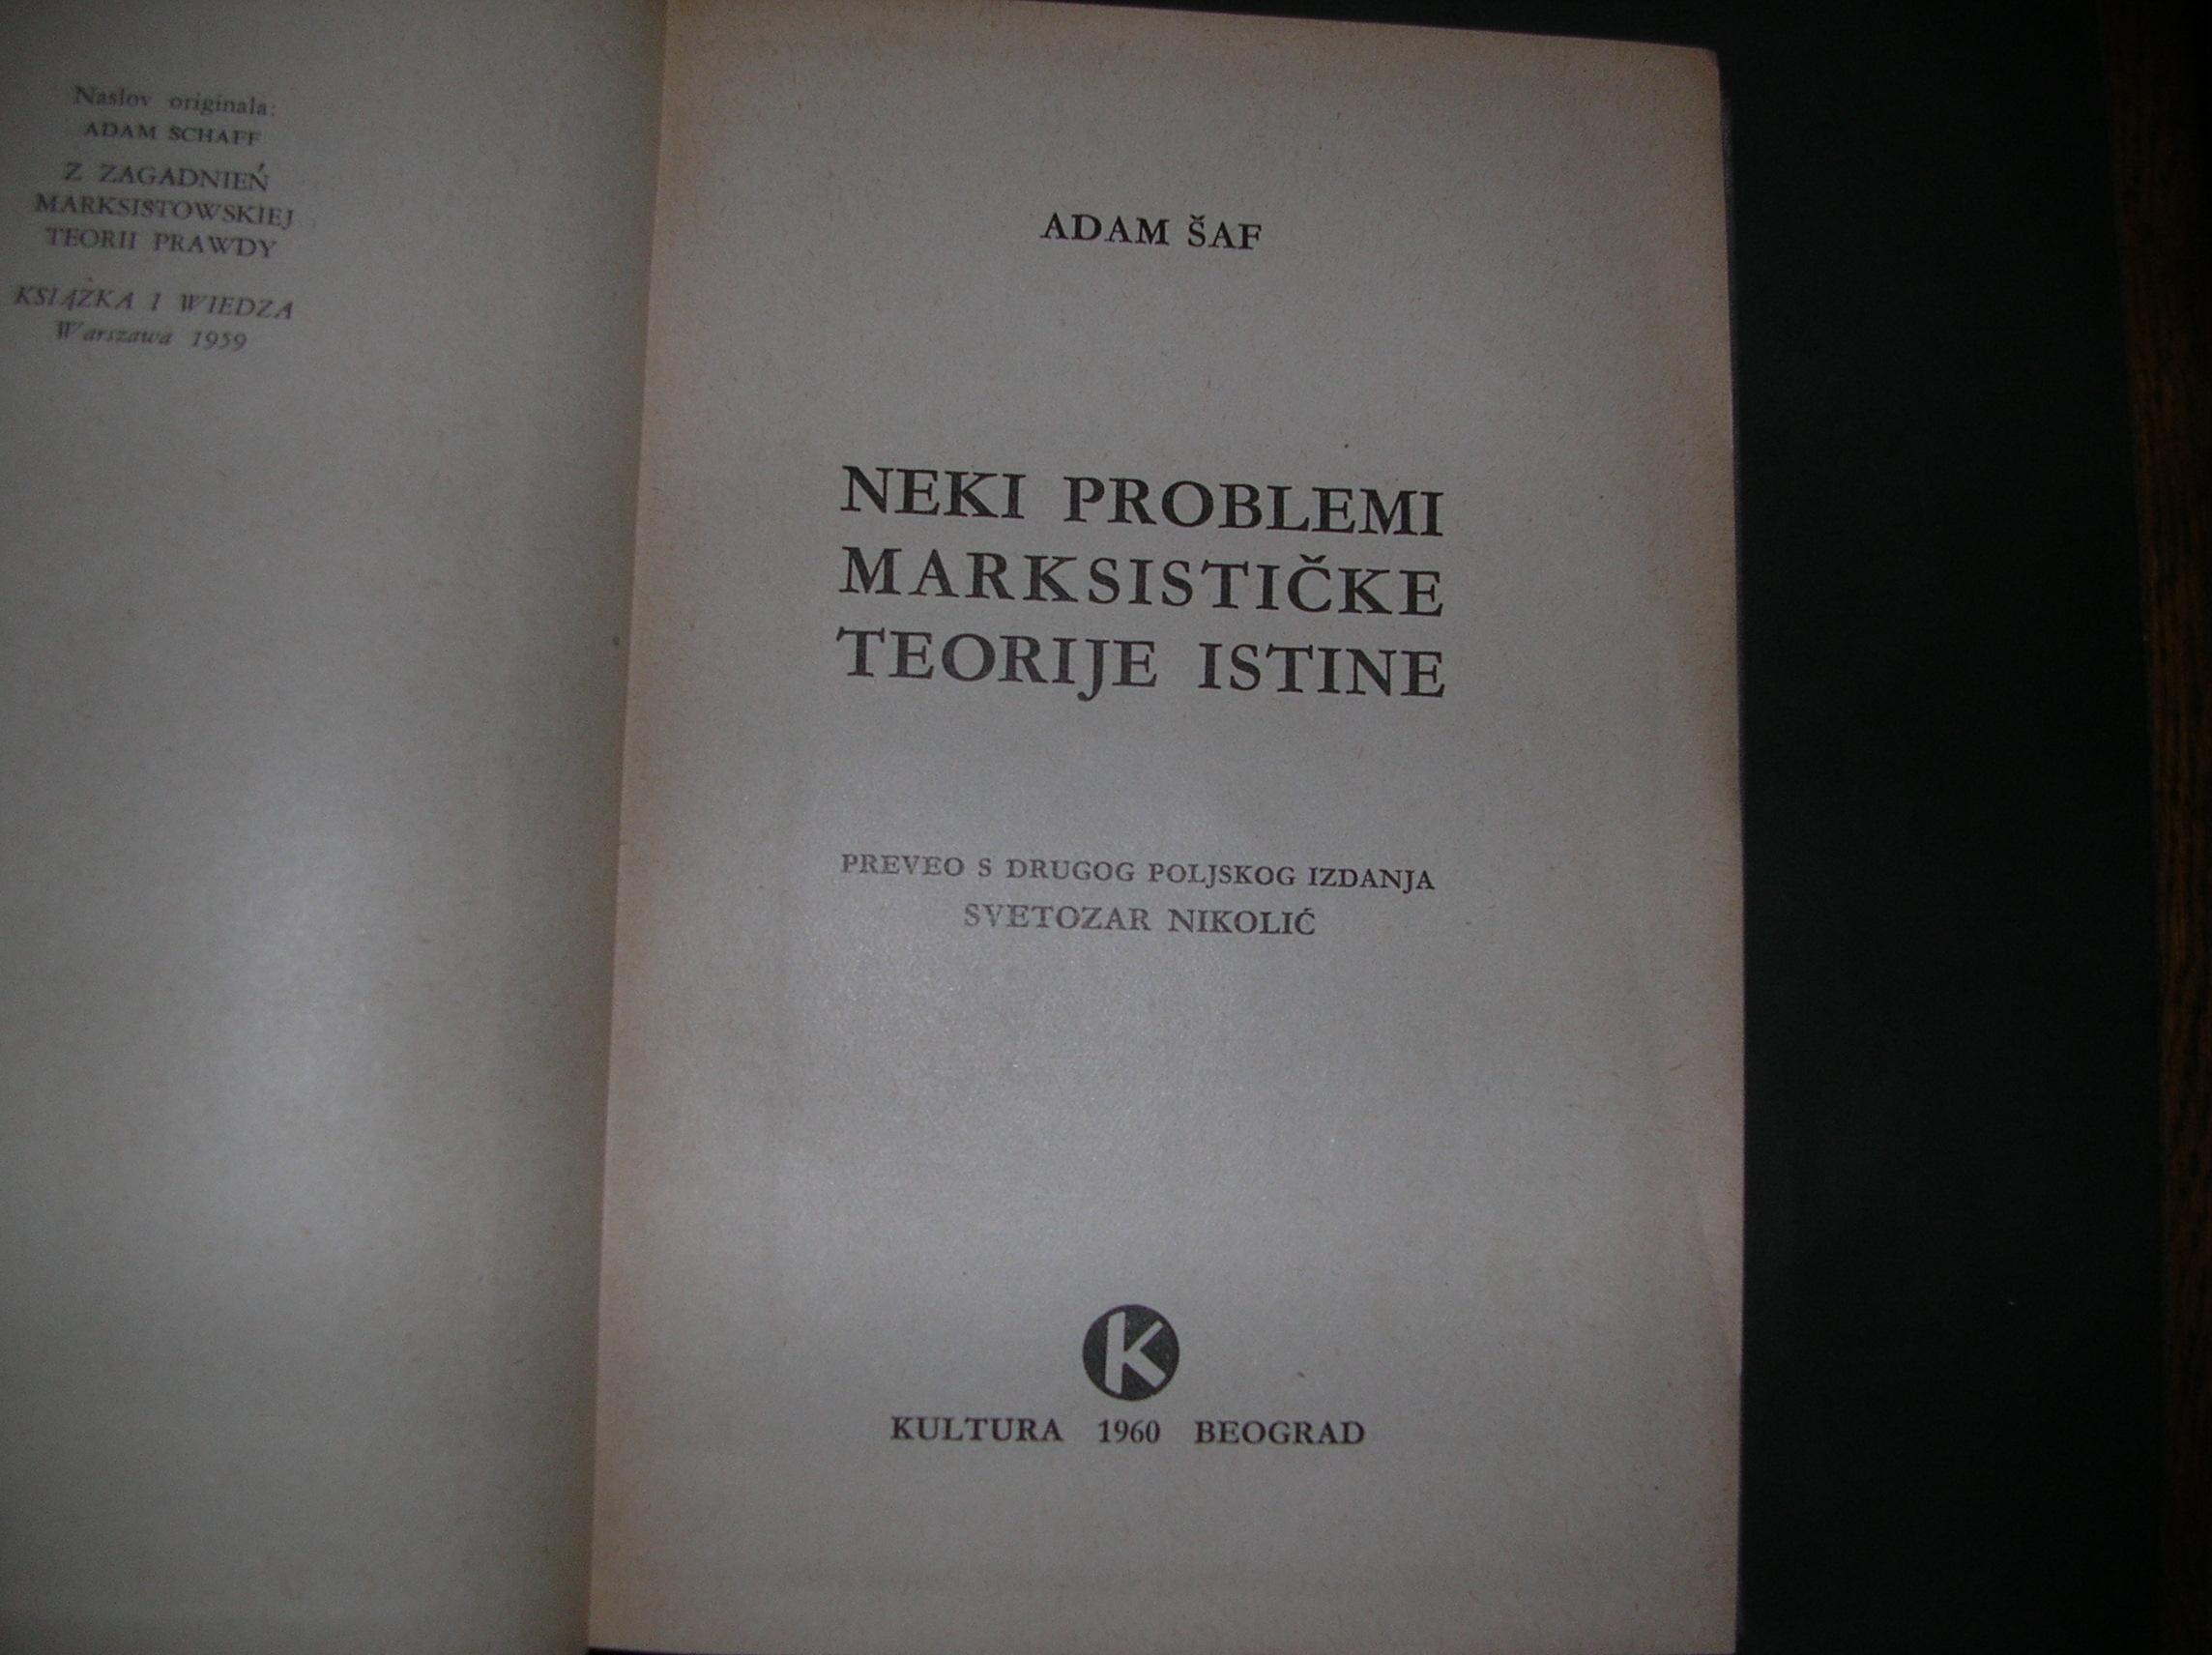 Naslov originala:
ADAM SCHAFF
Z ZAGADNIEŃ
MARKSISTOWSKIEJ
TEORII PRAWDY
KSIĄŻKA I WIEDZA
Warszawa 1959
ADAM ŠAF
NEKI PROBLEMI
MARKSISTIČKE
TEORIJE ISTINE
PREVEO S DRUGOG POLJSKOG IZDANJA
SVETOZAR NIKOLIĆ
K
KULTURA 1960 BEOGRAD